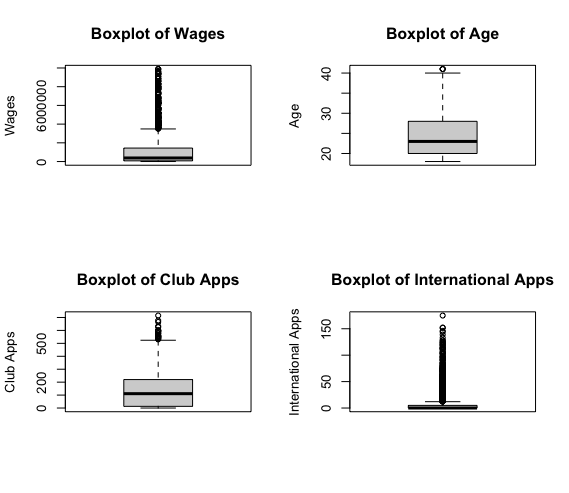 Boxplot of Wages
Wages
6000000
0
Boxplot of Age
Age
40
30
20
Boxplot of Club Apps
Club Apps
500
200
0
Boxplot of International Apps
International Apps
150
50
0